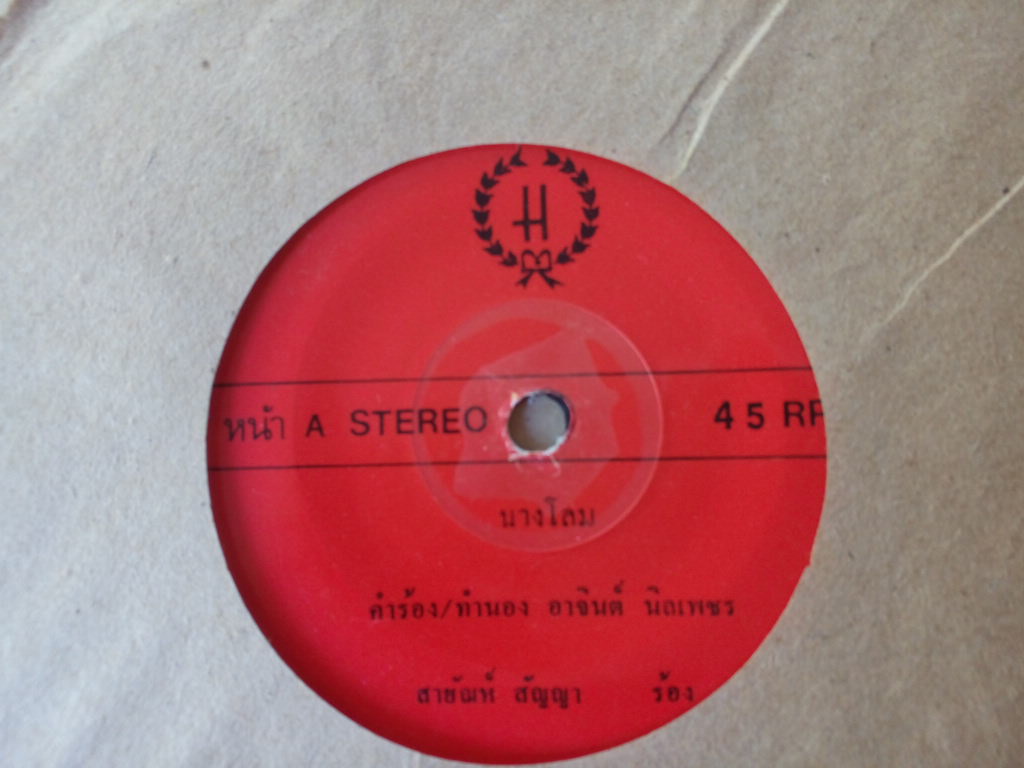 H
หน้า A STEREO 45 RP
นางโลม
คำร้อง/ทำนอง อาจินต์ นิลเพชร
สายัณห์ สัญญา ร้อง